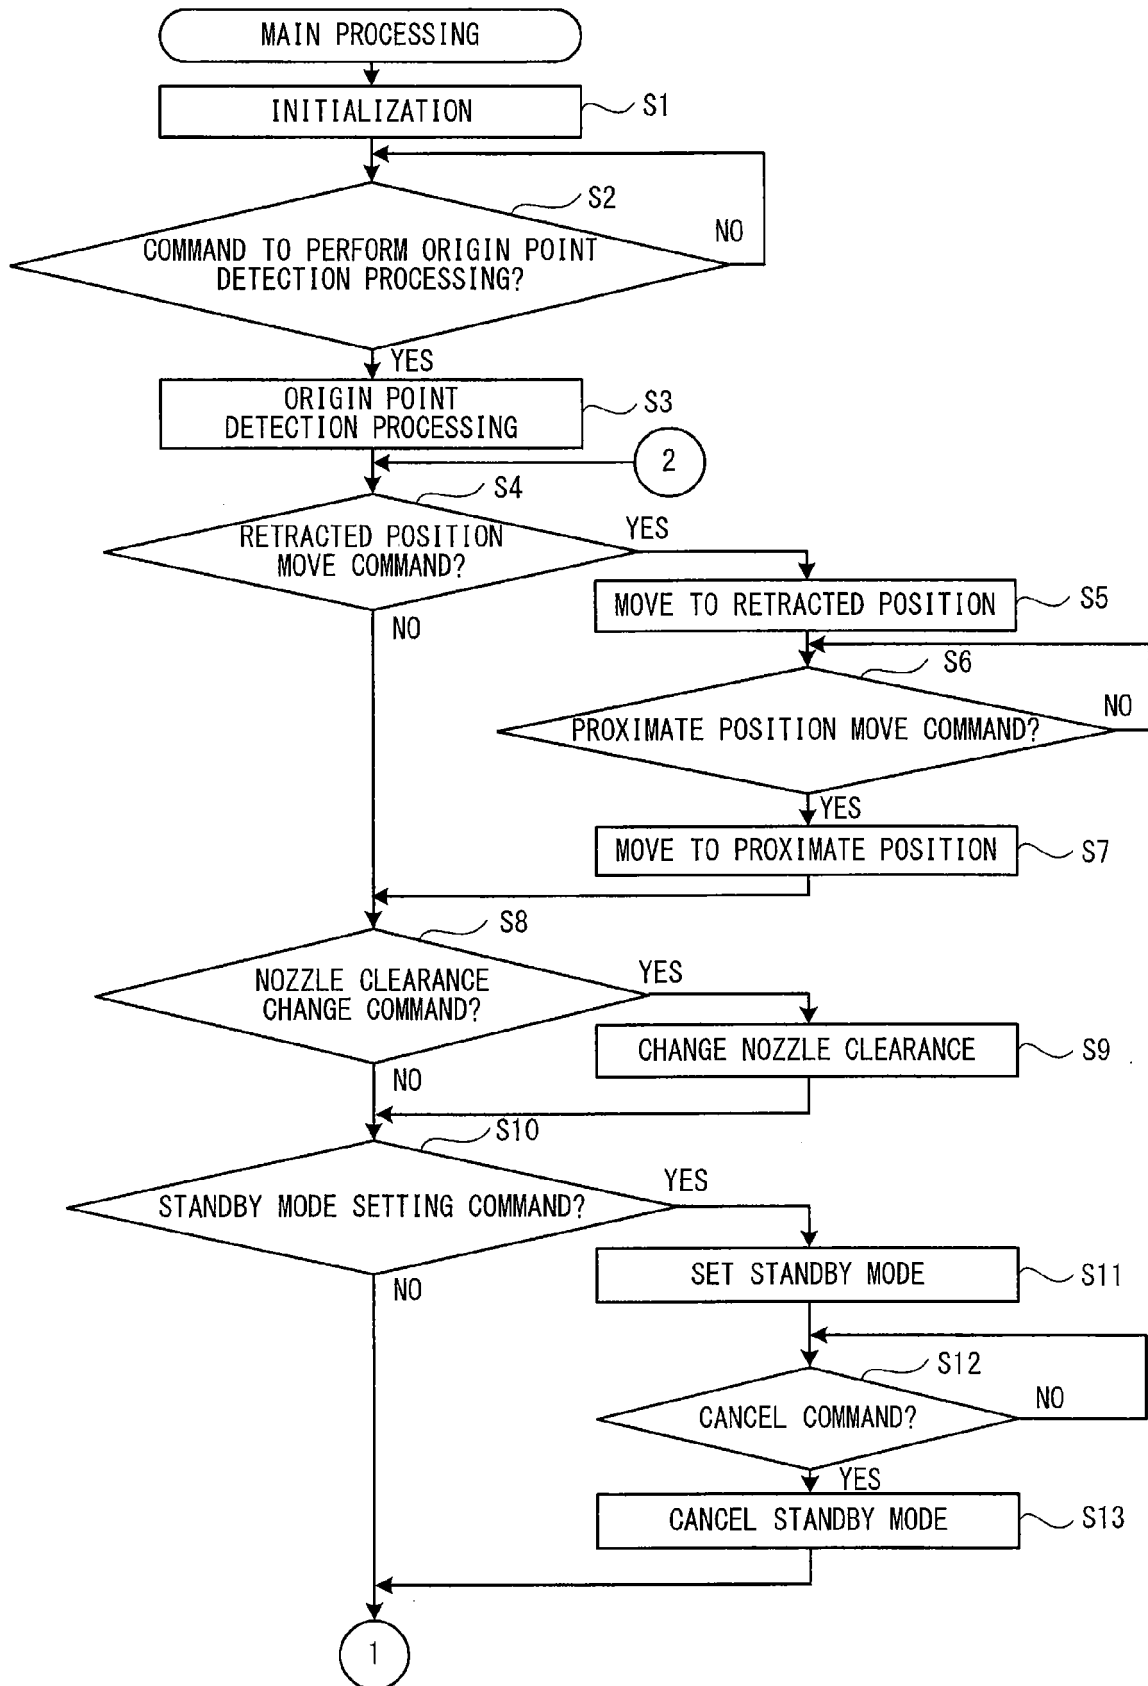 MAIN PROCESSING
INITIALIZATION
S1
S2
COMMAND TO PERFORM ORIGIN POINT
DETECTION PROCESSING?
NO
YES
ORIGIN POINT
DETECTION PROCESSING
S3
2
S4
RETRACTED POSITION
MOVE COMMAND?
YES
NO
MOVE TO RETRACTED POSITION
S5
S6
PROXIMATE POSITION MOVE COMMAND?
NO
YES
MOVE TO PROXIMATE POSITION
S7
S8
NOZZLE CLEARANCE
CHANGE COMMAND?
YES
NO
CHANGE NOZZLE CLEARANCE
S9
S10
STANDBY MODE SETTING COMMAND?
YES
NO
SET STANDBY MODE
S11
S12
CANCEL COMMAND?
NO
YES
CANCEL STANDBY MODE
S13
1